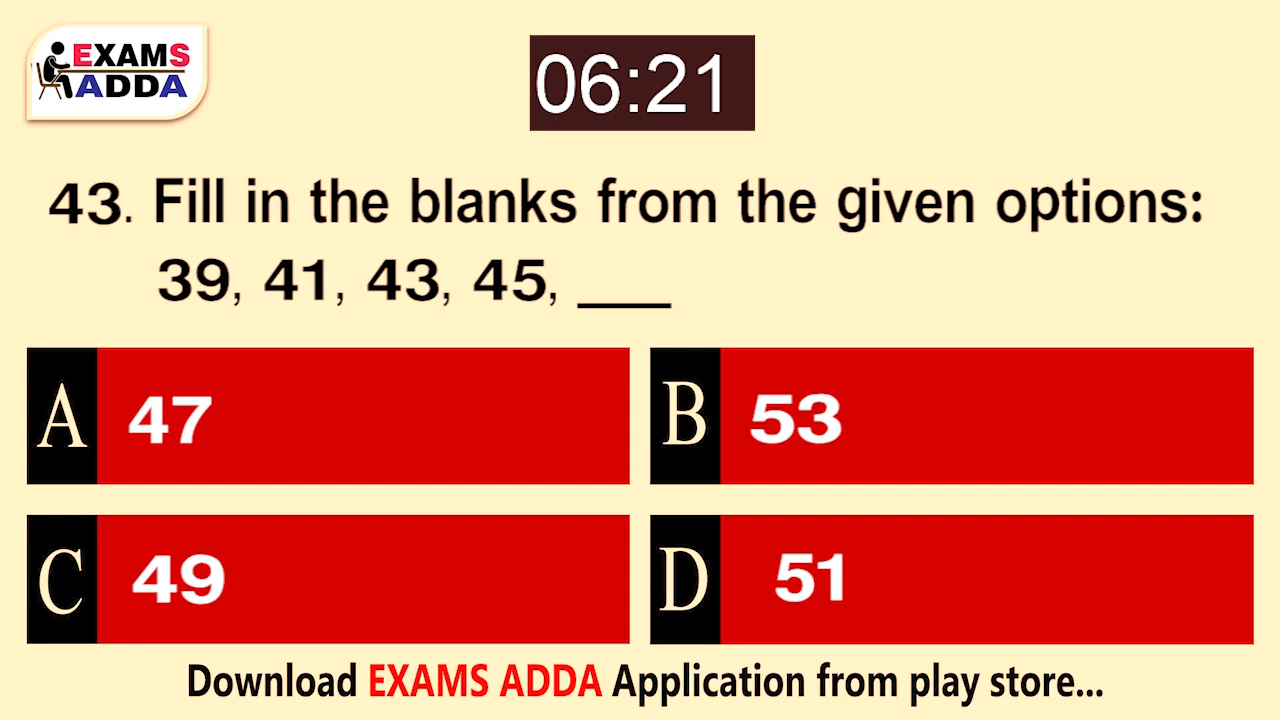 EXAMS
ADDA
06:21
43. Fill in the blanks from the given options:
39, 41, 43, 45, ___
A 47
B 53
C 49
D 51
Download EXAMS ADDA Application from play store...